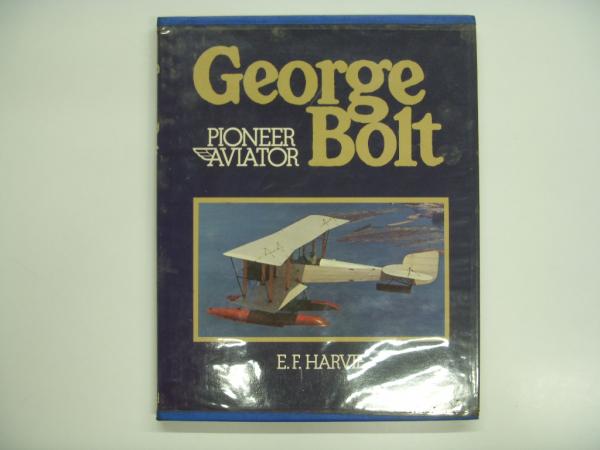 George
PIONEER
AVIATOR
Bolt
E.F. HARVIE